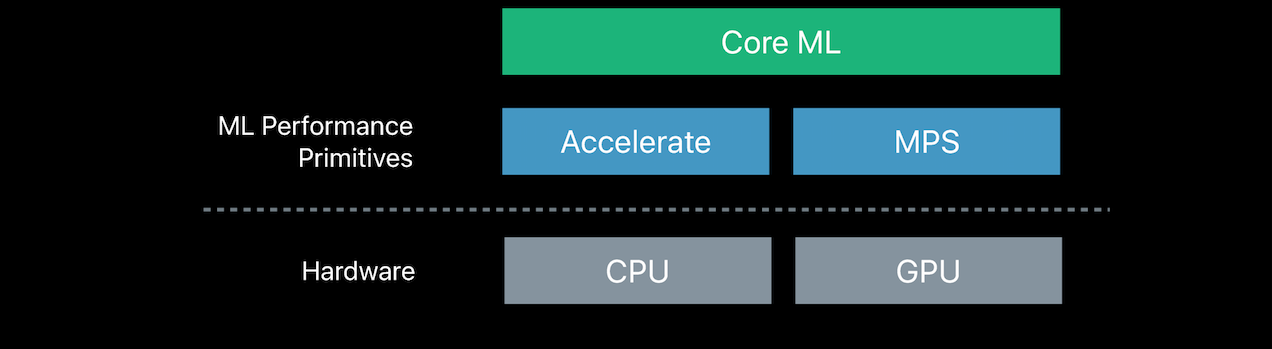 Core ML
ML Performance
Primitives
Accelerate
MPS
Hardware
CPU
GPU